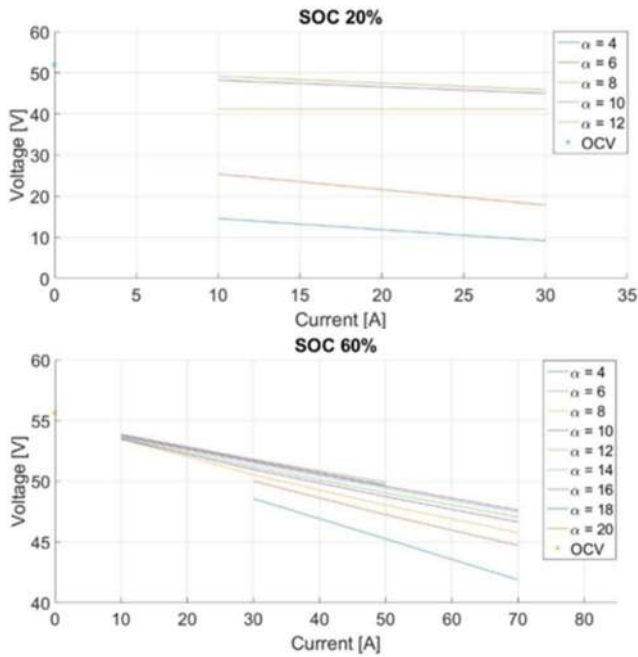 SOC 20%
60
50
40
30
20
10
0
Voltage [V]
0 5 10 15 20 25 30 35
Current [A]
α = 4
α = 6
α = 8
α = 10
α = 12
OCV
SOC 60%
60
55
50
45
40
Voltage [V]
0 10 20 30 40 50 60 70 80
Current [A]
α = 4
α = 6
α = 8
α = 10
α = 12
α = 14
α = 16
α = 18
α = 20
OCV